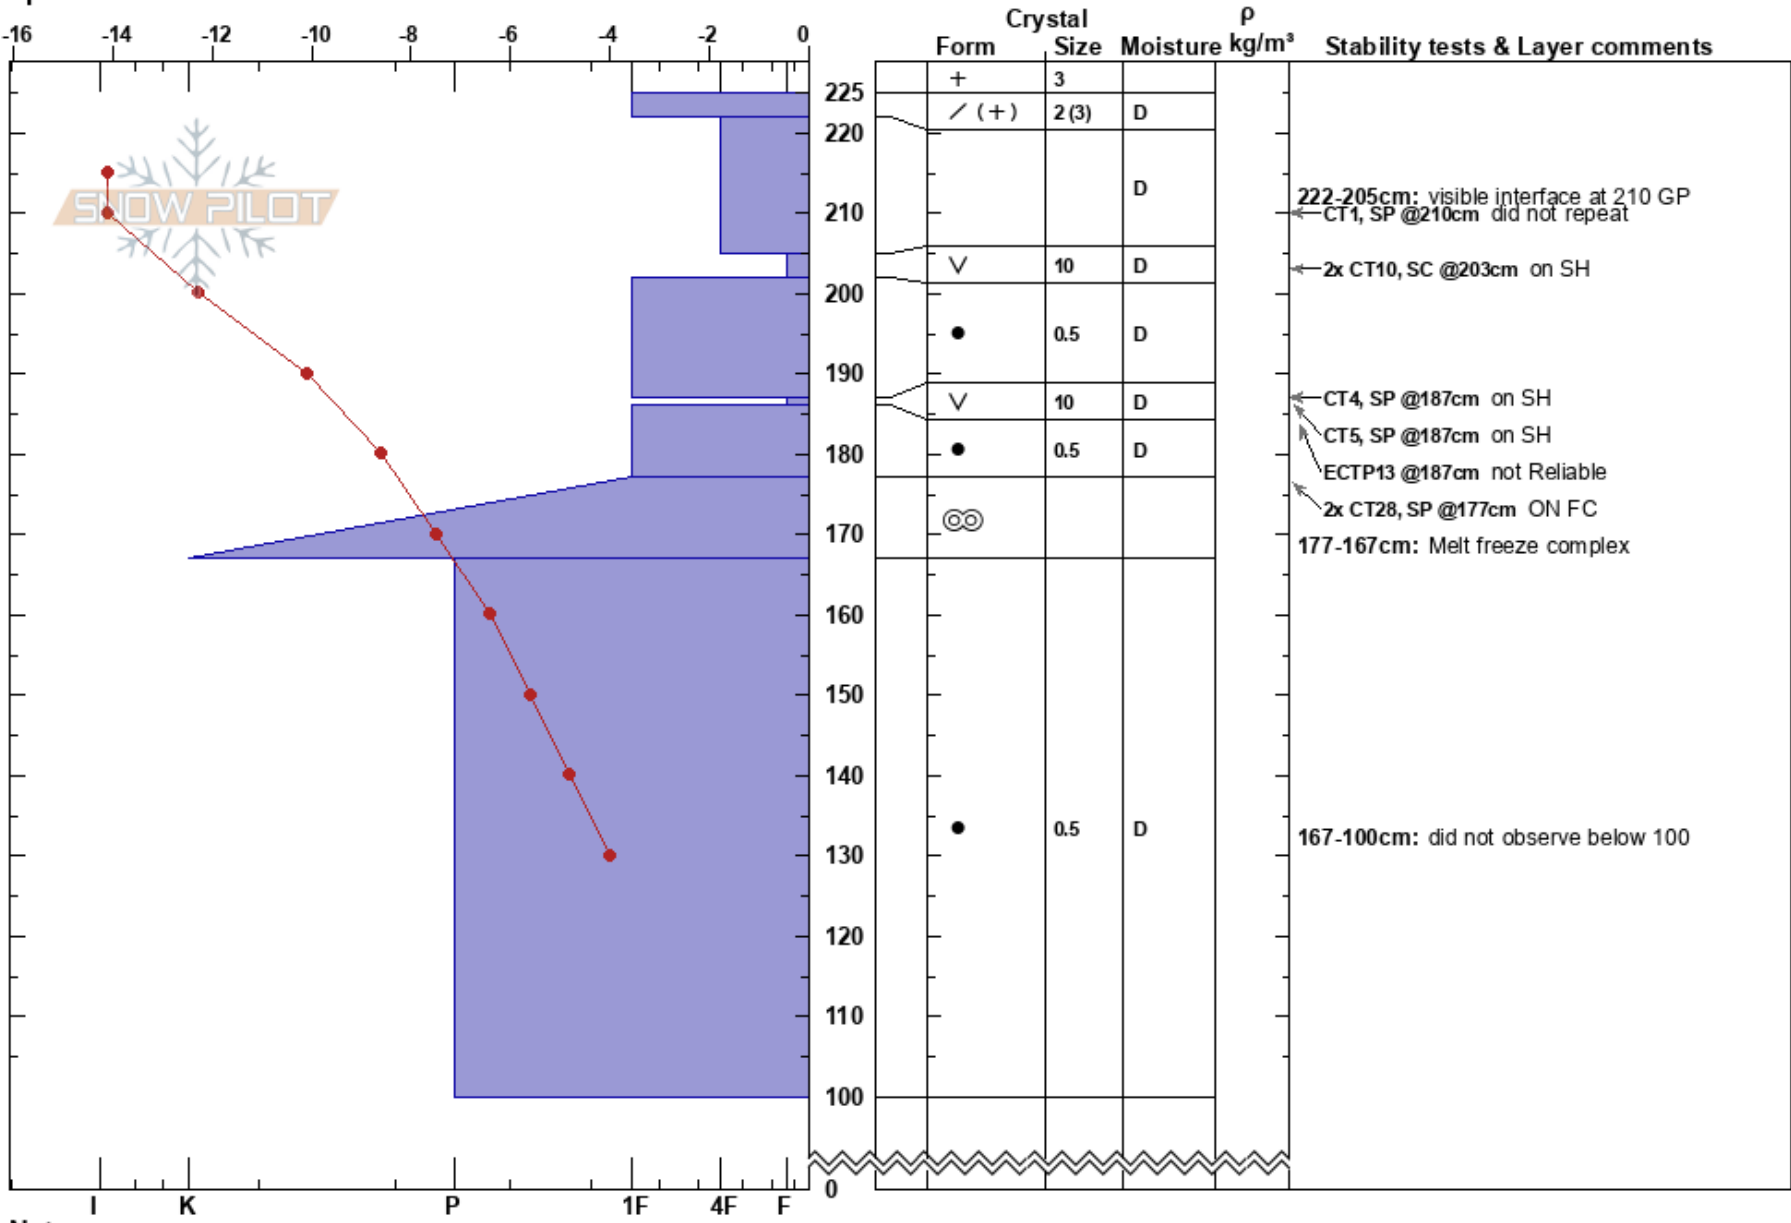 Crystal ρ
-16 -14 -12 -10 -8 -6 -4 -2 0 Form Size Moisture kg/m³ Stability tests & Layer comments
+ 3
225
/ (+) 2 (3) D
220
SNOW PILOT
D
222-205cm: visible interface at 210 GP
210 CT1, SP @210cm did not repeat
V 10 D 2x CT10, SC @203cm on SH
200
● 0.5 D
190
V 10 D CT4, SP @187cm on SH
CT5, SP @187cm on SH
180 ● 0.5 D
ECTP13 @187cm not Reliable
2x CT28, SP @177cm ON FC
170
177-167cm: Melt freeze complex
160
150
140
● 0.5 D
167-100cm: did not observe below 100
130
120
110
100
0
I K P 1F 4F F